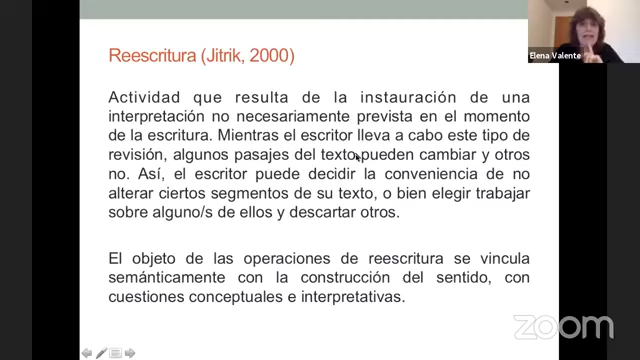 Reescritura (Jitrik, 2000)
Elena Valente
Actividad que resulta de la instauración de una
interpretación no necesariamente prevista en el momento
de la escritura. Mientras el escritor lleva a cabo este tipo de
revisión, algunos pasajes del texto pueden cambiar y otros
no. Así, el escritor puede decidir la conveniencia de no
alterar ciertos segmentos de su texto, o bien elegir trabajar
sobre alguno/s de ellos y descartar otros.
El objeto de las operaciones de reescritura se vincula
semánticamente con la construcción del sentido, con
cuestiones conceptuales e interpretativas.
zoom